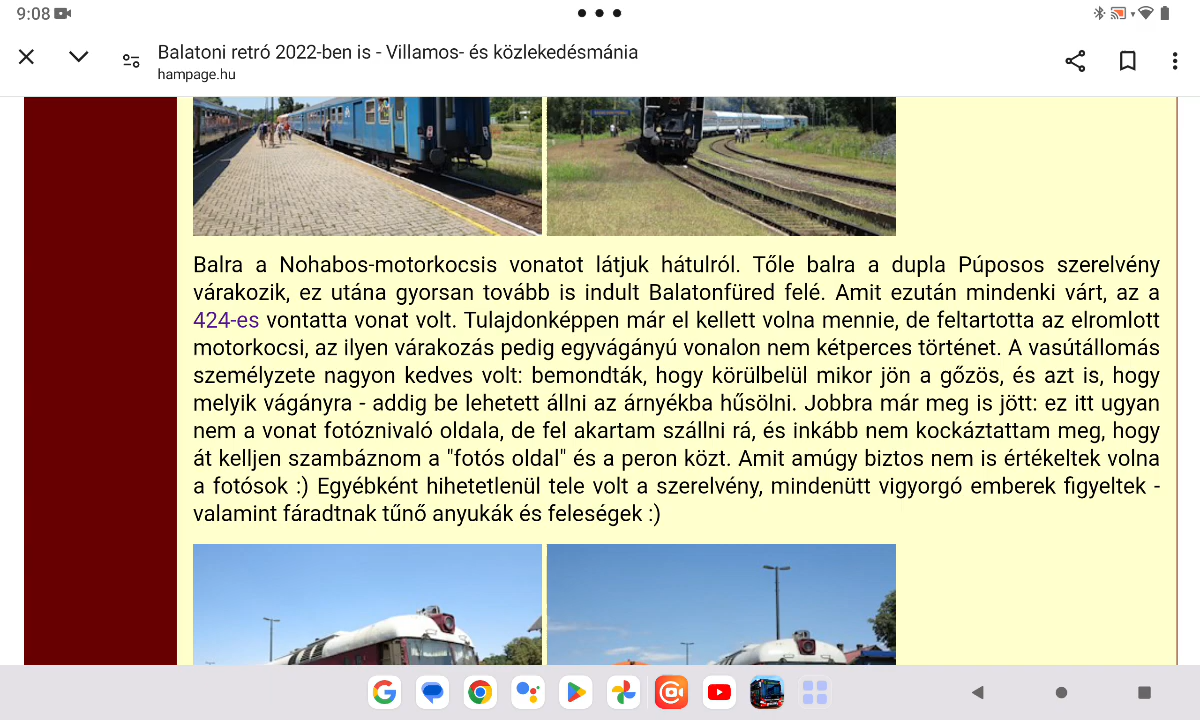 9:08
Balatoni retró 2022-ben is - Villamos- és közlekedésmánia
hampage.hu
Balra a Nohabos-motorkocsis vonatot látjuk hátulról. Tőle balra a dupla Púposos szerelvény
várakozik, ez utána gyorsan tovább is indult Balatonfüred felé. Amit ezután mindenki várt, az a
424-es vontatta vonat volt. Tulajdonképpen már el kellett volna mennie, de feltartotta az elromlott
motorkocsi, az ilyen várakozás pedig egyvágányú vonalon nem kétperces történet. A vasútállomás
személyzete nagyon kedves volt: bemondták, hogy körülbelül mikor jön a gőzös, és azt is, hogy
melyik vágányra - addig be lehetett állni az árnyékba hűsölni. Jobbra már meg is jött: ez itt ugyan
nem a vonat fotóznivaló oldala, de fel akartam szállni rá, és inkább nem kockáztattam meg, hogy
át kelljen szambáznom a "fotós oldal" és a peron közt. Amit amúgy biztos nem is értékeltek volna
a fotósok :) Egyébként hihetetlenül tele volt a szerelvény, mindenütt vigyorgó emberek figyeltek -
valamint fáradtnak tűnő anyukák és feleségek :)